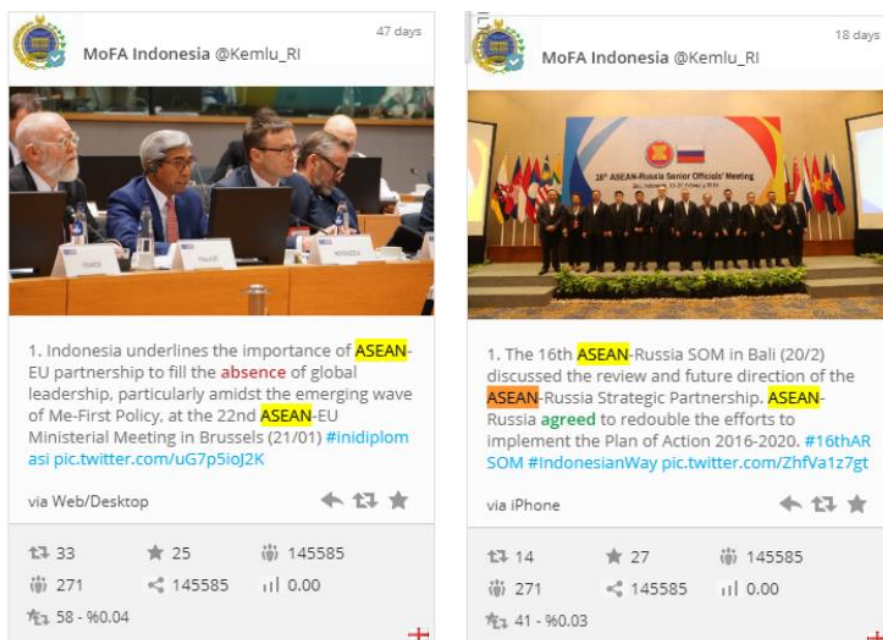 47 days
MoFA Indonesia @Kemlu_RI
FRANCE
INDONESIA
1. Indonesia underlines the importance of ASEAN-
EU partnership to fill the absence of global
leadership, particularly amidst the emerging wave
of Me-First Policy, at the 22nd ASEAN-EU
Ministerial Meeting in Brussels (21/01) #inidiplom
asi pic.twitter.com/uG7p5ioJ2K
via Web/Desktop
33
25
145585
271
145585
0.00
58 - %0.04
18 days
MoFA Indonesia @Kemlu_RI
16th ASEAN-Russia Senior Officials' Meeting
1. The 16th ASEAN-Russia SOM in Bali (20/2)
discussed the review and future direction of the
ASEAN-Russia Strategic Partnership. ASEAN-
Russia agreed to redouble the efforts to
implement the Plan of Action 2016-2020. #16thAR
SOM #IndonesianWay pic.twitter.com/ZhfVa1z7gt
via iPhone
14
27
145585
271
145585
0.00
41 - %0.03